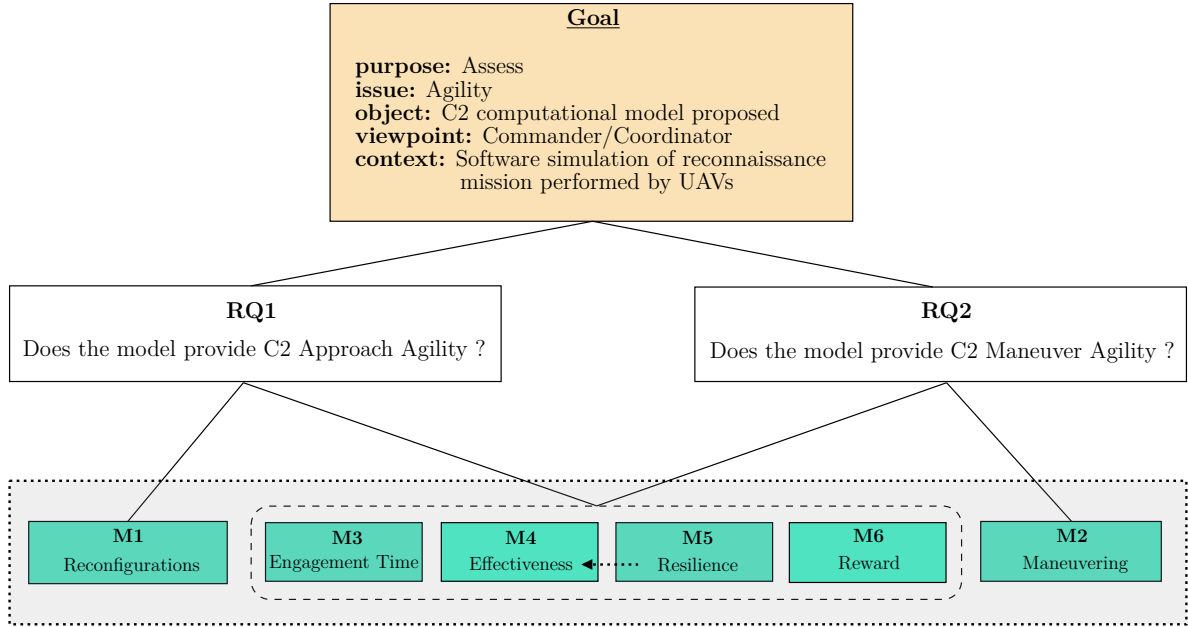 Goal
purpose: Assess
issue: Agility
object: C2 computational model proposed
viewpoint: Commander/Coordinator
context: Software simulation of reconnaissance
mission performed by UAVs
RQ1
Does the model provide C2 Approach Agility ?
RQ2
Does the model provide C2 Maneuver Agility ?
M1
Reconfigurations
M3
Engagement Time
M4
Effectiveness
M5
Resilience
M6
Reward
M2
Maneuvering